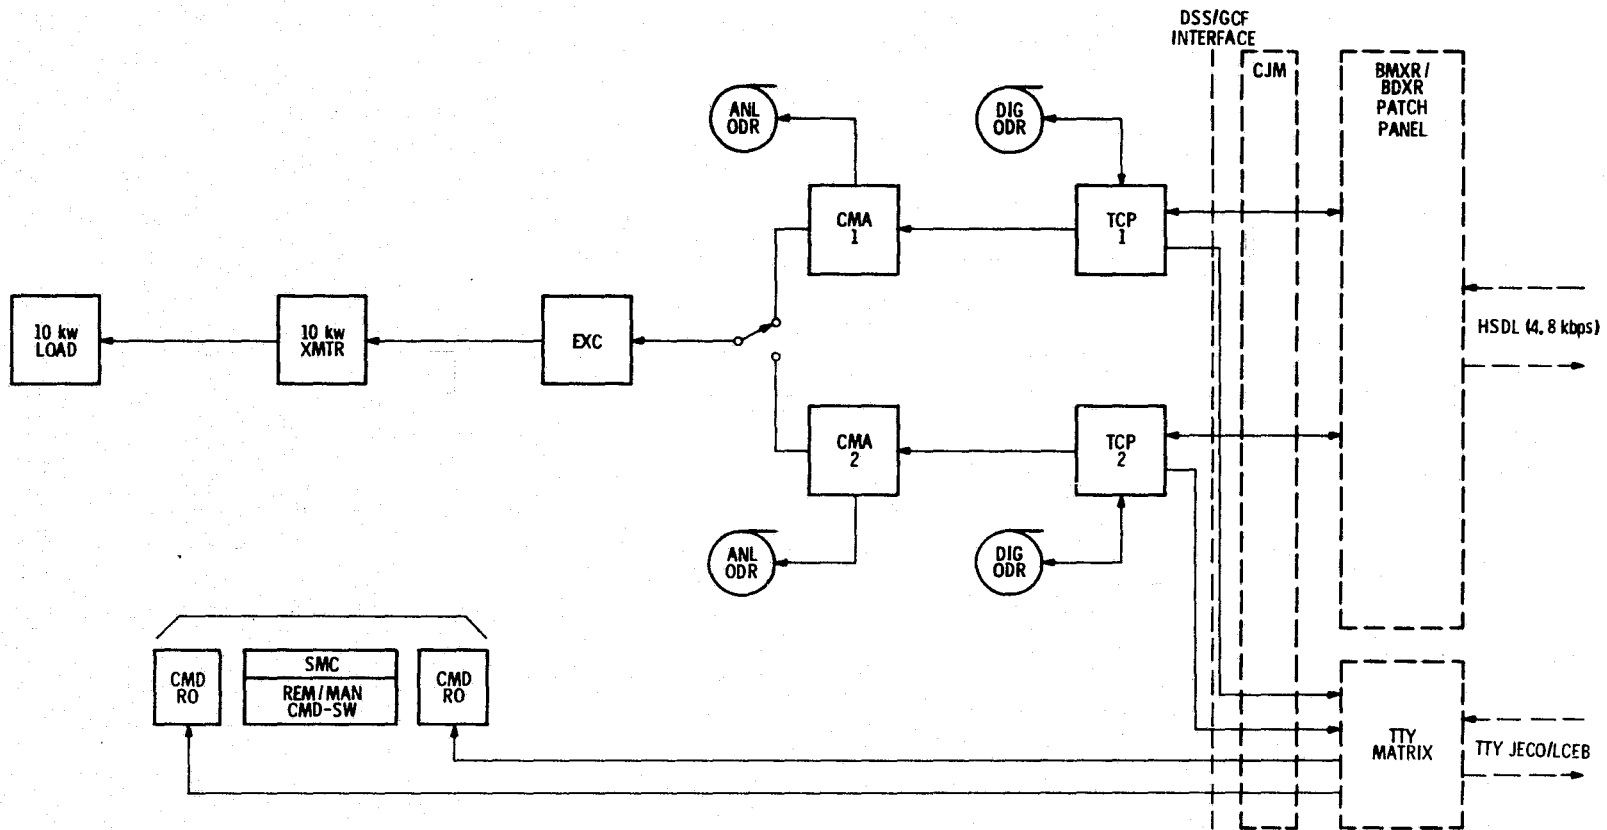 DSS/GCF
INTERFACE
CJM
BMXR/
BDXR
PATCH
PANEL
ANL
ODR
DIG
ODR
CMA
1
TCP
1
10 kw
LOAD
10 kw
XMTR
EXC
HSDL (4.8 kbps)
CMA
2
TCP
2
ANL
ODR
DIG
ODR
CMD
RO
SMC
REM/MAN
CMD-SW
CMD
RO
TTY
MATRIX
TTY JECO/LCEB